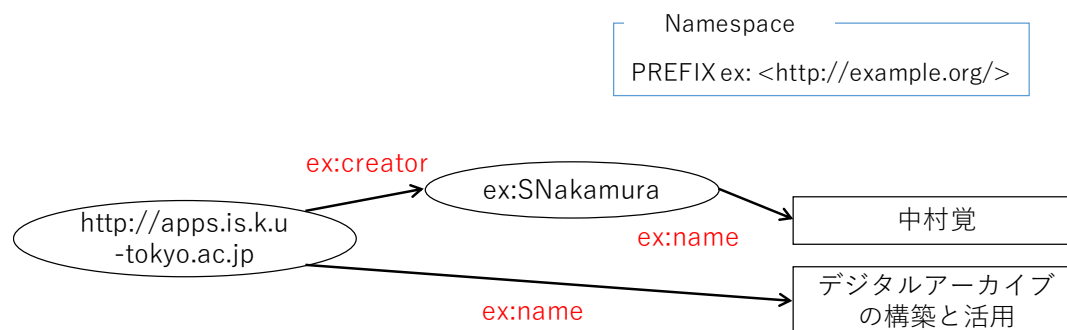 Namespace
PREFIX ex: <http://example.org/>
ex:creator
ex:SNakamura
http://apps.is.k.u
-tokyo.ac.jp
中村覚
ex:name
デジタルアーカイブ
の構築と活用
ex:name